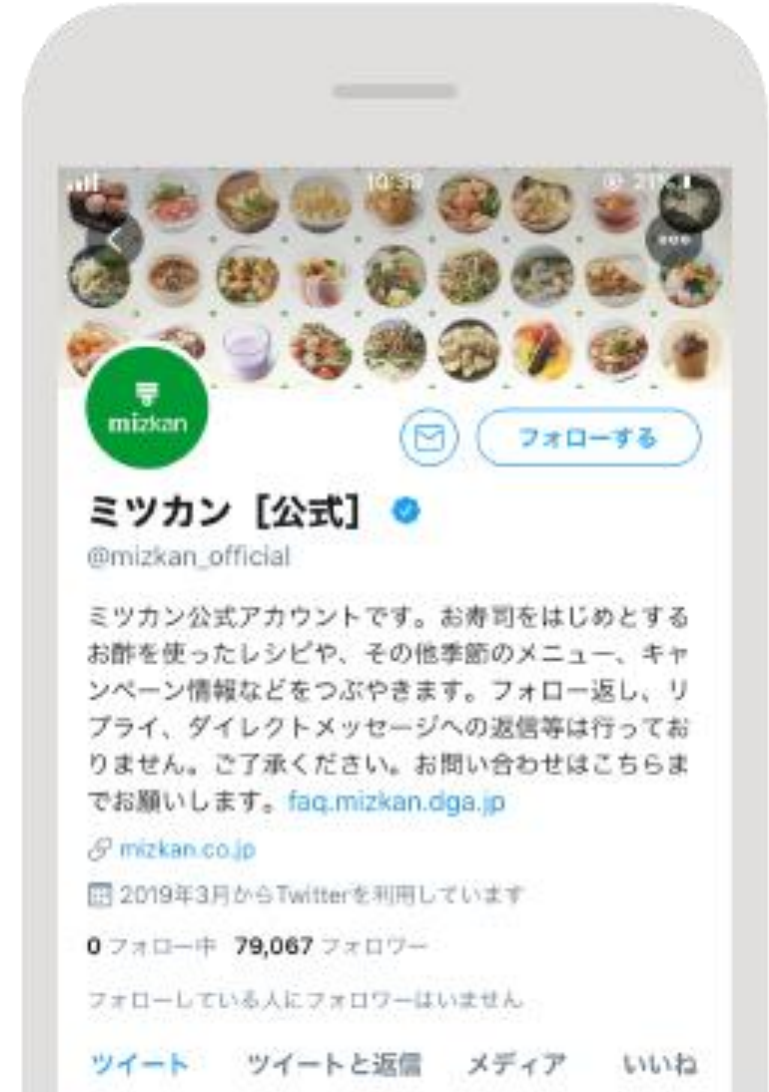 10:39
21%
mizkan
フォローする
ミツカン［公式］
@mizkan_official
ミツカン公式アカウントです。お寿司をはじめとする
お酢を使ったレシピや、その他季節のメニュー、キャ
ンペーン情報などをつぶやきます。フォロー返し、リ
プライ、ダイレクトメッセージへの返信等は行ってお
りません。ご了承ください。お問い合わせはこちらま
でお願いします。faq.mizkan.dga.jp
mizkan.co.jp
2019年3月からTwitterを利用しています
0 フォロー中 79,067 フォロワー
フォローしている人にフォロワーはいません
ツイート ツイートと返信 メディア いいね